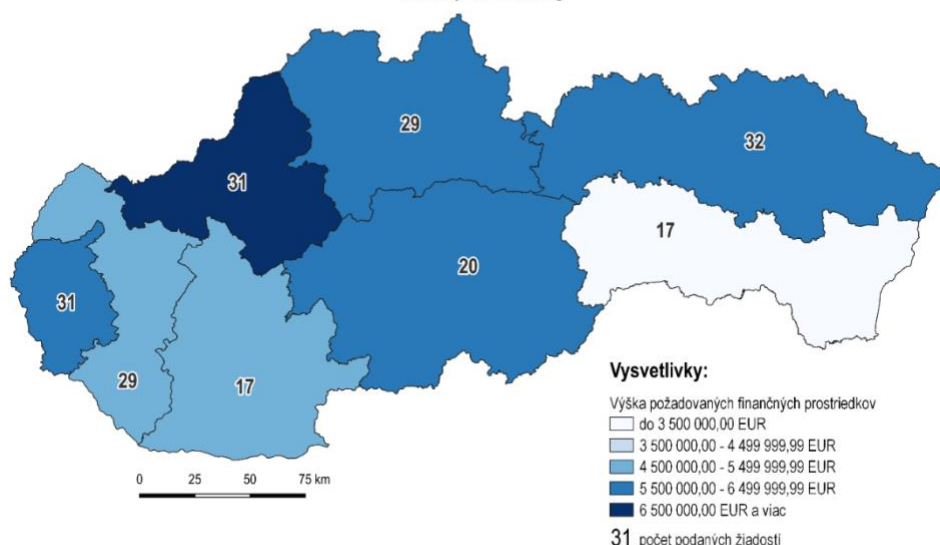 29
32
31
17
20
31
29
17
Vysvetlivky:
Výška požadovaných finančných prostriedkov
do 3 500 000,00 EUR
3 500 000,00 - 4 499 999,99 EUR
4 500 000,00 - 5 499 999,99 EUR
5 500 000,00 - 6 499 999,99 EUR
6 500 000,00 EUR a viac
31 počet podaných žiadostí
0 25 50 75 km